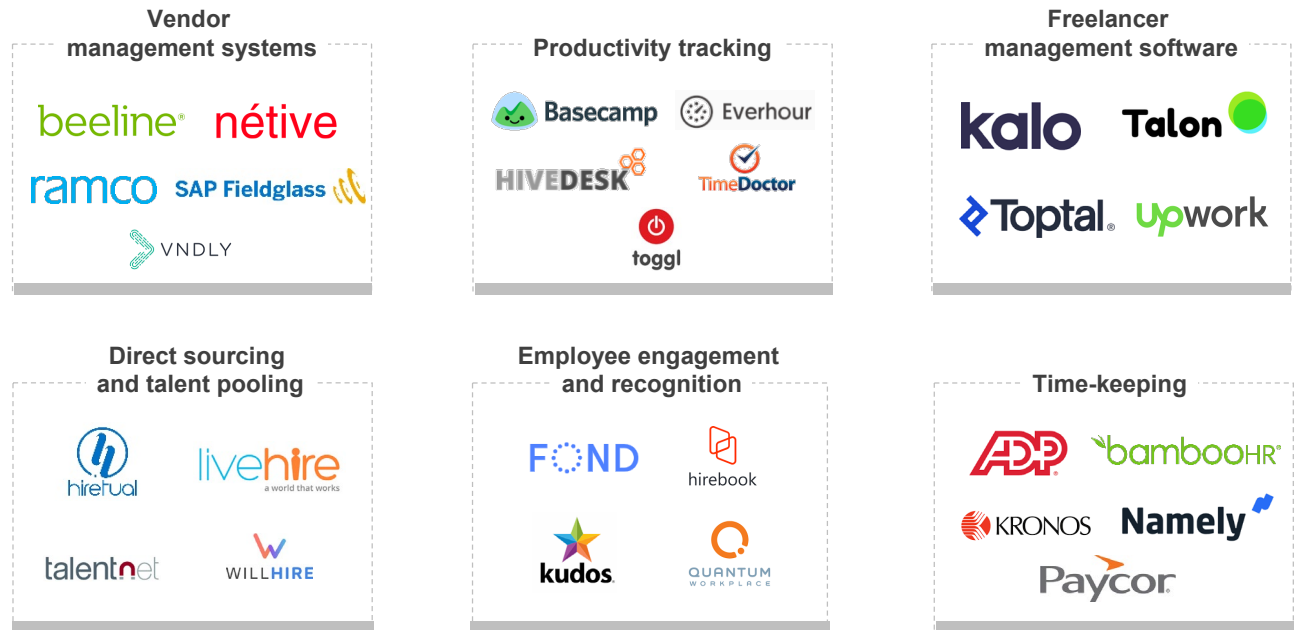 Vendor
management systems
beeline®
nétive
ramco
SAP Fieldglass
VNDLY
Productivity tracking
Basecamp
Everhour
HIVEDESK
TimeDoctor
toggl
Freelancer
management software
kalo
Talon
Toptal®
upwork
Direct sourcing
and talent pooling
hiretual
livehire
a world that works
talentnet
WILLHIRE
Employee engagement
and recognition
FOND
hirebook
kudos®
QUANTUM
WORKPLACE
Time-keeping
ADP®
bambooHR®
KRONOS
Namely
Paycor®